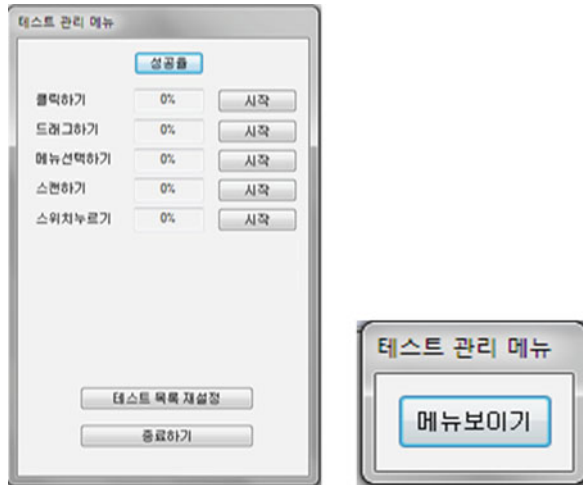 테스트 관리 메뉴
성공률
클릭하기 0% 시작
드래그하기 0% 시작
메뉴선택하기 0% 시작
스캔하기 0% 시작
스위치누르기 0% 시작
테스트 목록 재설정
종료하기
테스트 관리 메뉴
메뉴보이기